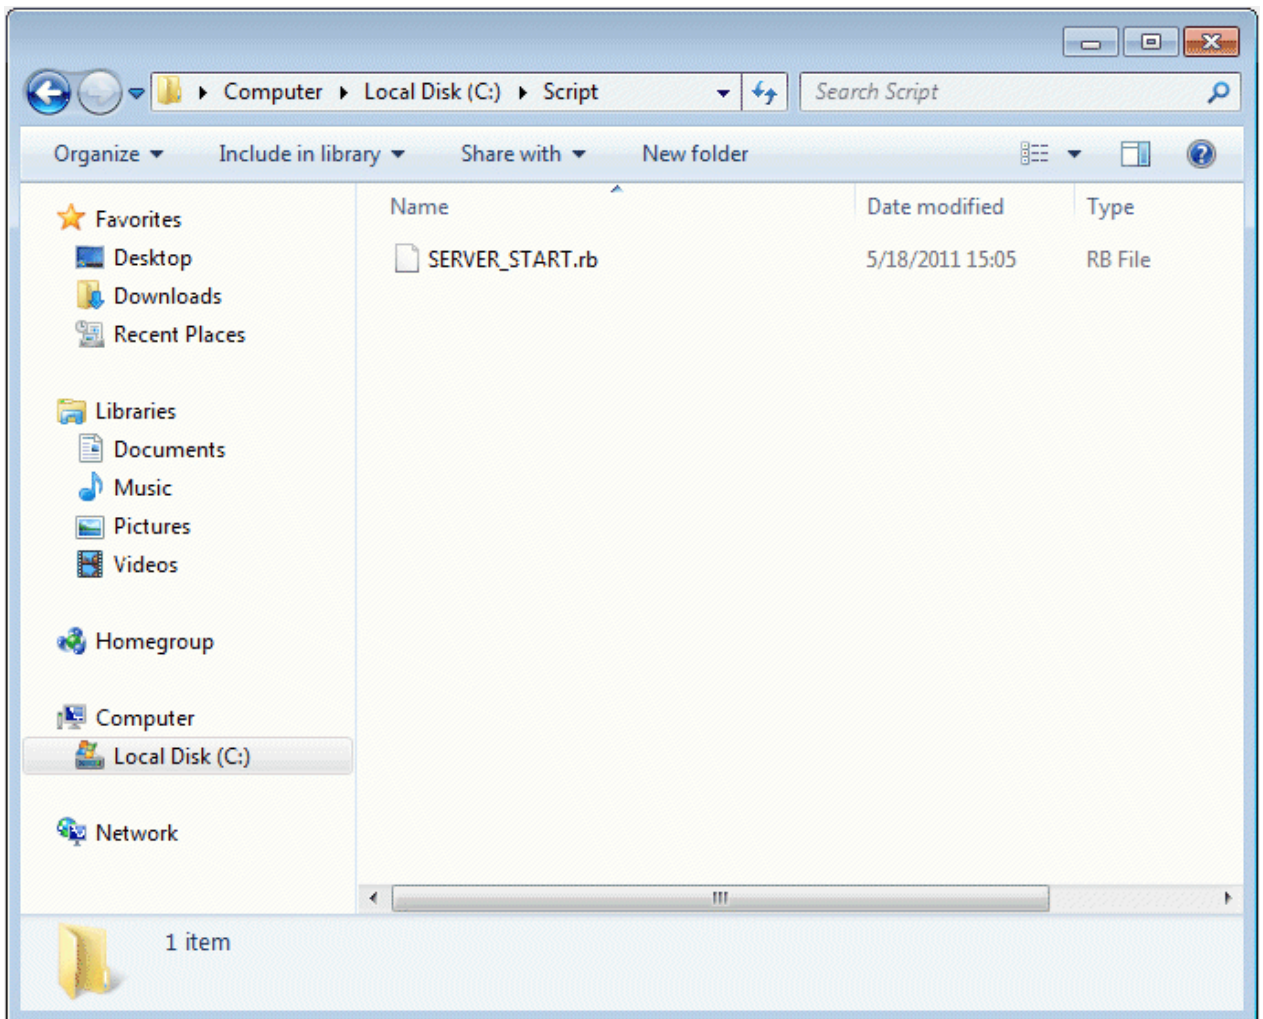 Computer Local Disk (C:) Script Search Script
Organize Include in library Share with New folder
Name Date modified Type
SERVER_START.rb 5/18/2011 15:05 RB File
Favorites
Desktop
Downloads
Recent Places
Libraries
Documents
Music
Pictures
Videos
Homegroup
Computer
Local Disk (C:)
Network
1 item